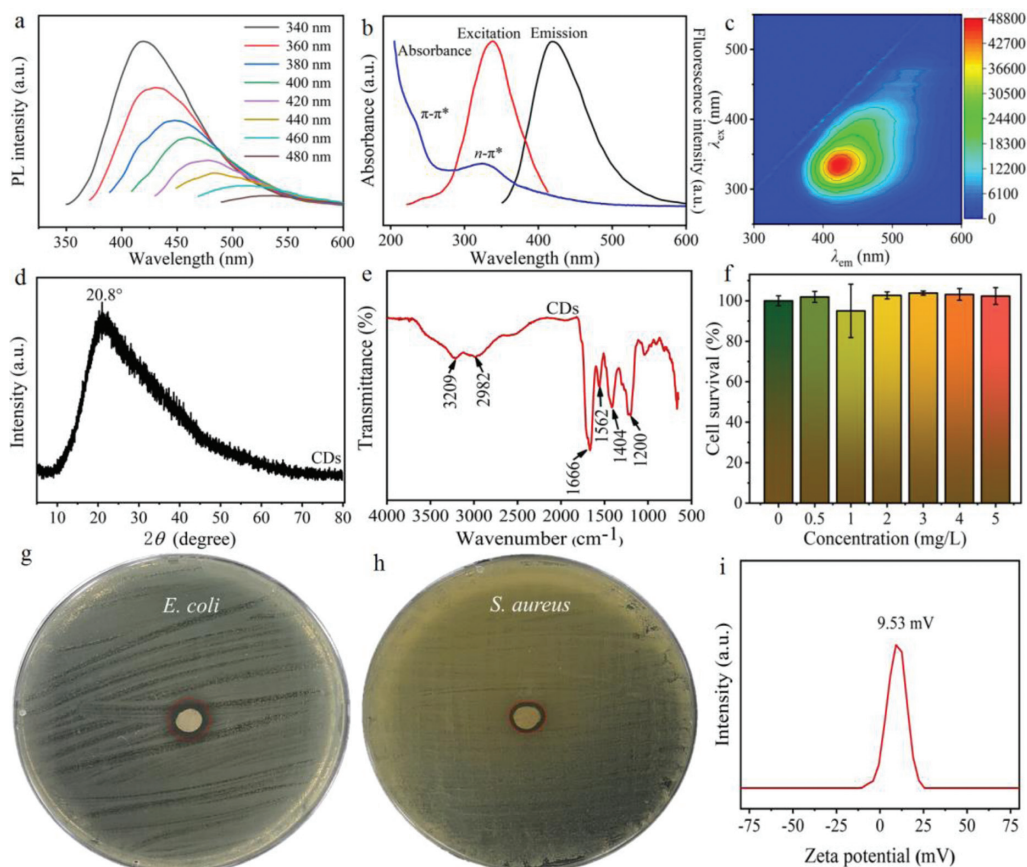 a
340 nm
360 nm
380 nm
400 nm
420 nm
440 nm
460 nm
480 nm
PL intensity (a.u.)
350 400 450 500 550 600
Wavelength (nm)
b
Excitation Emission
Absorbance
π-π*
n-π*
Absorbance (a.u.)
Fluorescence intensity (a.u.)
200 300 400 500 600
Wavelength (nm)
c
500
400
300
λex (nm)
300 400 500 600
λem (nm)
48800
42700
36600
30500
24400
18300
12200
6100
0
d
20.8°
CDs
Intensity (a.u.)
10 20 30 40 50 60 70 80
2θ (degree)
e
CDs
3209
2982
1666
1562
1404
1200
Transmittance (%)
4000 3500 3000 2500 2000 1500 1000 500
Wavenumber (cm-1)
f
100
80
60
40
20
0
Cell survival (%)
0 0.5 1 2 3 4 5
Concentration (mg/L)
g
E. coli
h
S. aureus
i
9.53 mV
Intensity (a.u.)
-75 -50 -25 0 25 50 75
Zeta potential (mV)